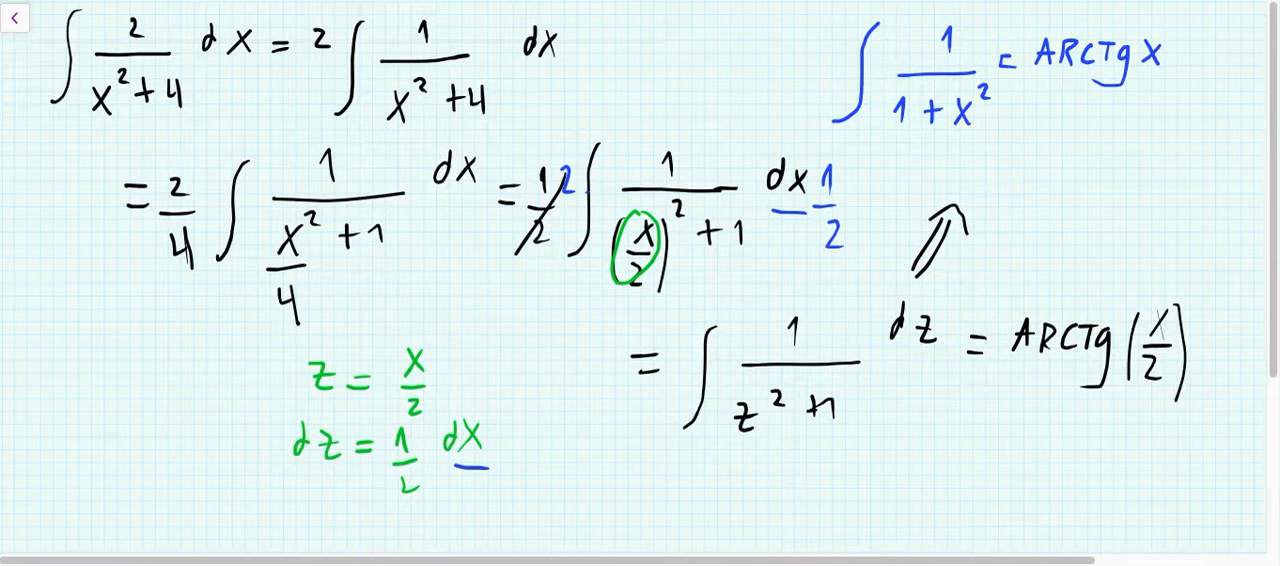 ∫ 2/(x²+4) dx = 2 ∫ 1/(x²+4) dx
∫ 1/(1+x²) = ARCTg x
= 2/4 ∫ 1/(x²/4 +1) dx = 1/2 2 ∫ 1/((x/2)²+1) dx 1/2
= ∫ 1/(z²+1) dz = ARCTg (x/2)
z = x/2
dz = 1/2 dx